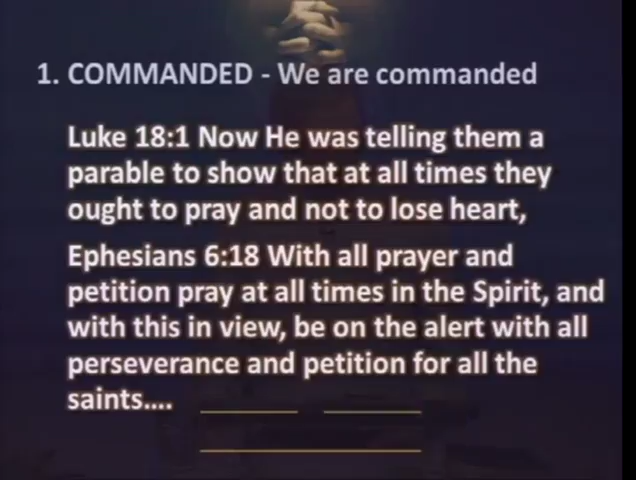 1. COMMANDED - We are commanded
Luke 18:1 Now He was telling them a
parable to show that at all times they
ought to pray and not to lose heart,
Ephesians 6:18 With all prayer and
petition pray at all times in the Spirit, and
with this in view, be on the alert with all
perseverance and petition for all the
saints....